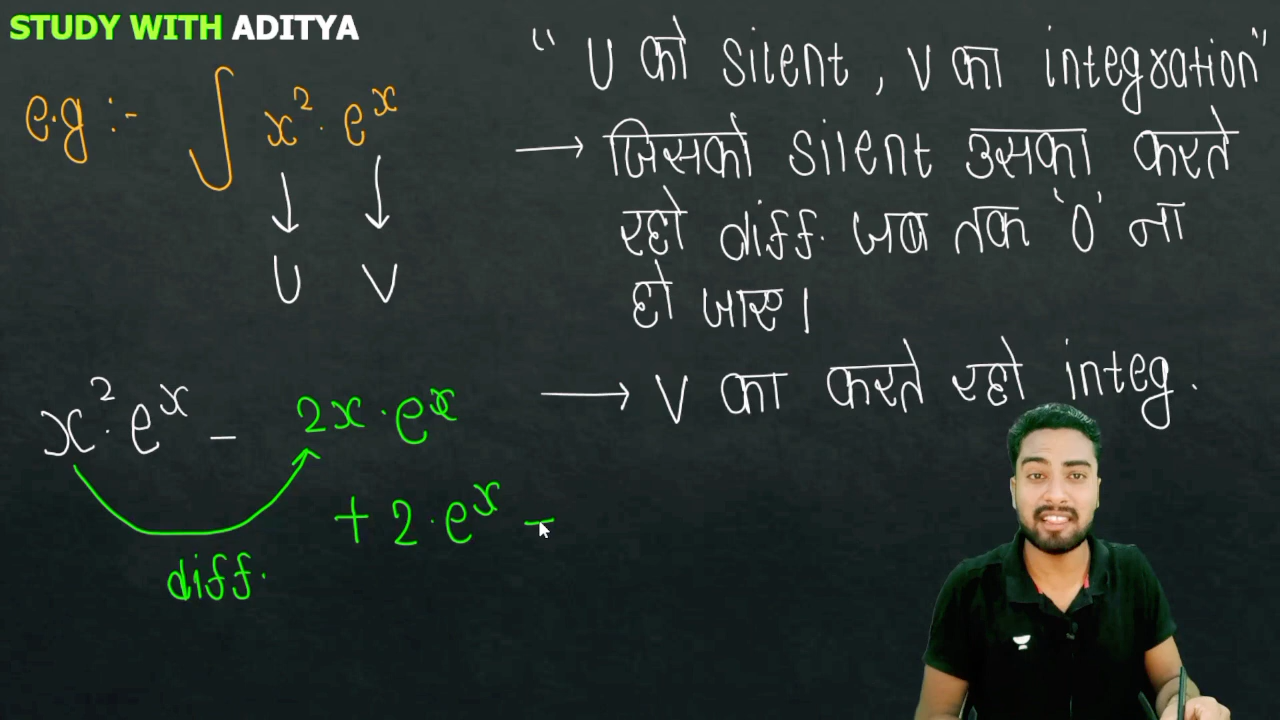 STUDY WITH ADITYA
e.g :- ∫ x². eˣ
U V
x². eˣ – 2x . eˣ
+ 2 . eˣ –
diff.
" U को silent , V का integration "
→ जिसको silent उसका करते
रहो diff. जब तक '0' ना
हो जाए।
→ V का करते रहो integ.